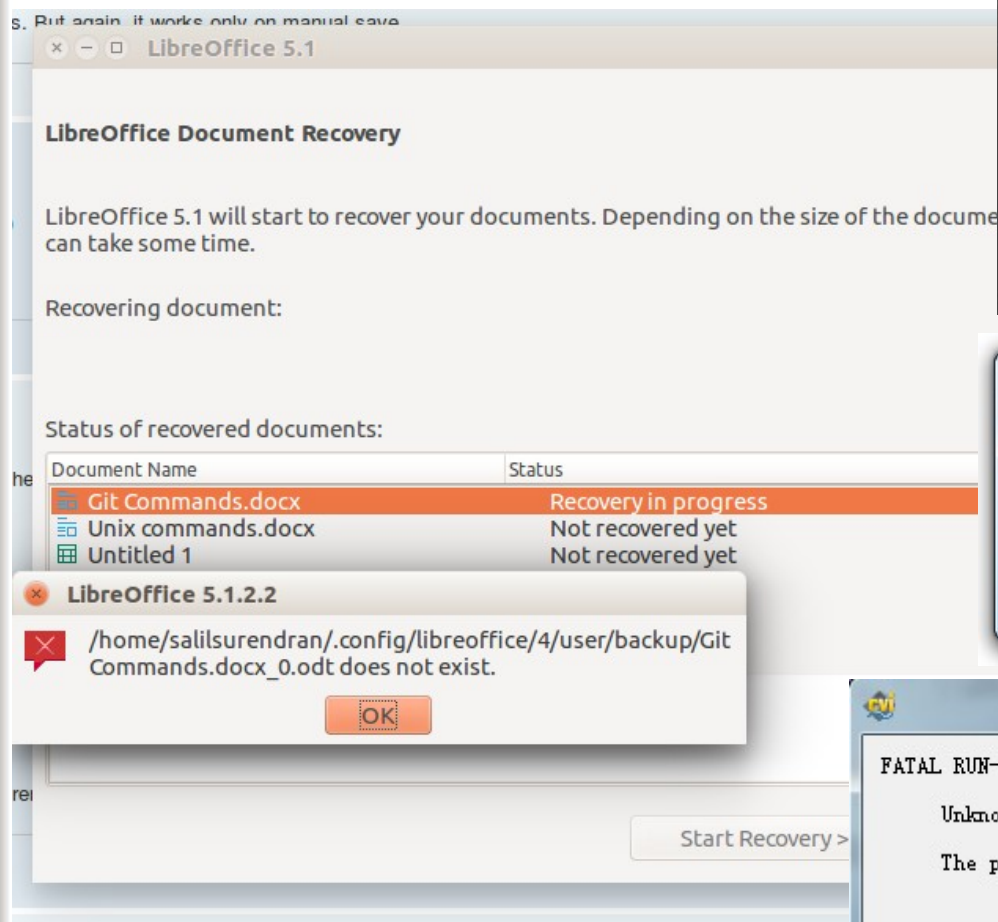 s. But again, it works only on manual save
LibreOffice 5.1
LibreOffice Document Recovery
LibreOffice 5.1 will start to recover your documents. Depending on the size of the
can take some time.
Recovering document:
Status of recovered documents:
Document Name Status
Git Commands.docx Recovery in progress
Unix commands.docx Not recovered yet
Untitled 1 Not recovered yet
he
LibreOffice 5.1.2.2
/home/salilsurendran/.config/libreoffice/4/user/backup/Git
Commands.docx_0.odt does not exist.
OK
Start Recovery >
CVI
FATAL RUN-
The